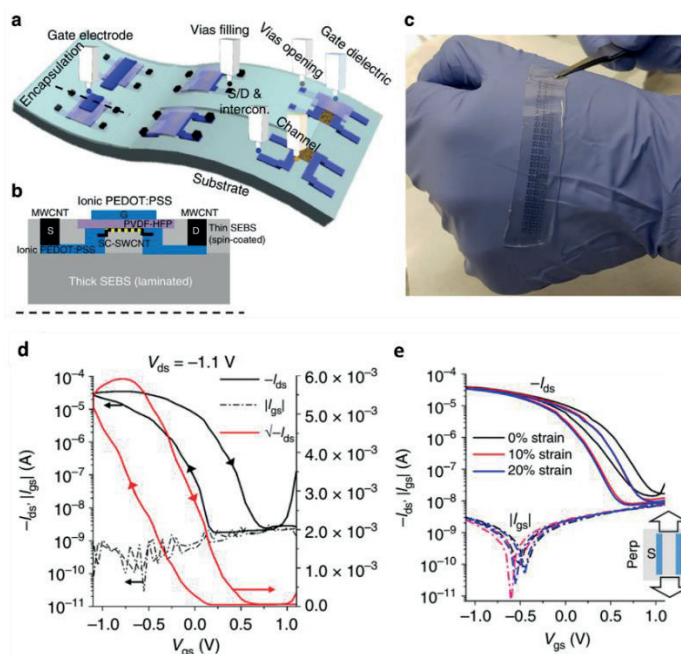 a
Gate electrode
Vias filling
Vias opening
Gate dielectric
Encapsulation
S/D &
intercon.
Channel
Substrate
b
Ionic PEDOT:PSS
MWCNT
G
MWCNT
PVDF-HFP
S
D
Thin SEBS
(spin-coated)
SC-SWCNT
Ionic PEDOT:PSS
Thick SEBS (laminated)
c
d
Vds = −1.1 V
−Ids
|Igs|
√−Ids
−Ids, |Igs| (A)
10⁻⁴
10⁻⁵
10⁻⁶
10⁻⁷
10⁻⁸
10⁻⁹
10⁻¹⁰
10⁻¹¹
6.0 × 10⁻³
5.0 × 10⁻³
4.0 × 10⁻³
3.0 × 10⁻³
2.0 × 10⁻³
1.0 × 10⁻³
0.0
−1.0 −0.5 0.0 0.5 1.0
Vgs (V)
e
−Ids
0% strain
10% strain
20% strain
|Igs|
−Ids, |Igs| (A)
10⁻⁴
10⁻⁵
10⁻⁶
10⁻⁷
10⁻⁸
10⁻⁹
10⁻¹⁰
10⁻¹¹
Perp
S
−1.0 −0.5 0.0 0.5 1.0
Vgs (V)